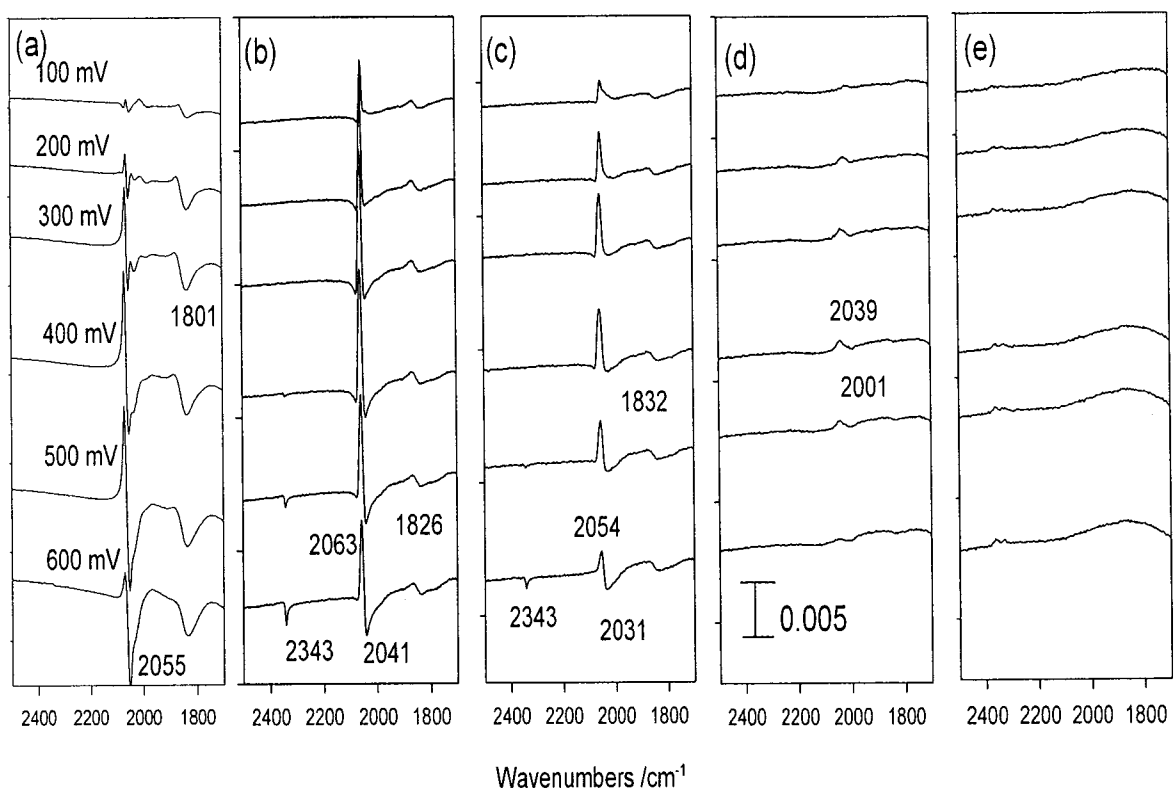 (a)
(b)
(c)
(d)
(e)
100 mV
200 mV
300 mV
1801
400 mV
2039
2001
1832
500 mV
2063
1826
2054
600 mV
0.005
2343
2041
2343
2031
2055
2400 2200 2000 1800
2400 2200 2000 1800
2400 2200 2000 1800
2400 2200 2000 1800
2400 2200 2000 1800
Wavenumbers /cm-1